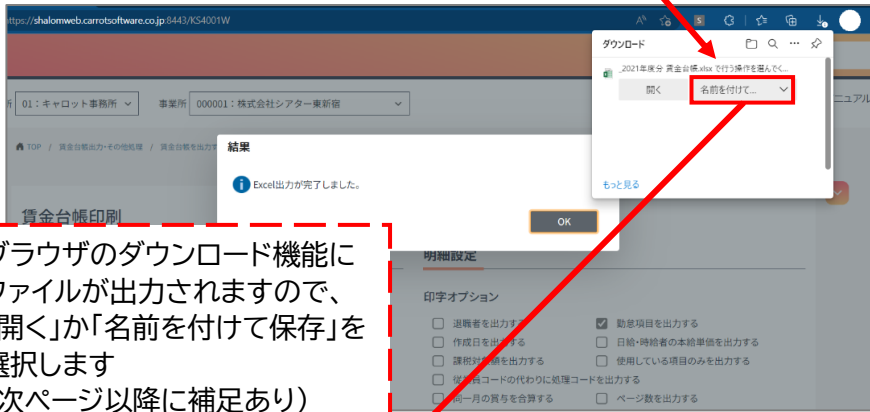 ttps://shalomweb.carrotsoftware.co.jp:8443/KS4001W
ダウンロード
_2021年度分 賃金台帳.xlsx で行う操作を選んでく...
開く
名前を付けて...
もっと見る
所 01:キャロット事務所
事業所 000001:株式会社シアター東新宿
ニュアル
TOP / 賃金台帳出力・その他処理 / 賃金台帳を出力す
結果
Excel出力が完了しました。
OK
賃金台帳印刷
ブラウザのダウンロード機能に
ファイルが出力されますので、
開く」か「名前を付けて保存」を
選択します
次ページ以降に補足あり)
明細設定
印字オプション
退職者を出力する
勤怠項目を出力する
作成日を出力する
日給・時給者の本給単価を出力する
課税対象額を出力する
使用している項目のみを出力する
従業員コードの代わりに処理コードを出力する
同一月の賞与を合算する
ページ数を出力する